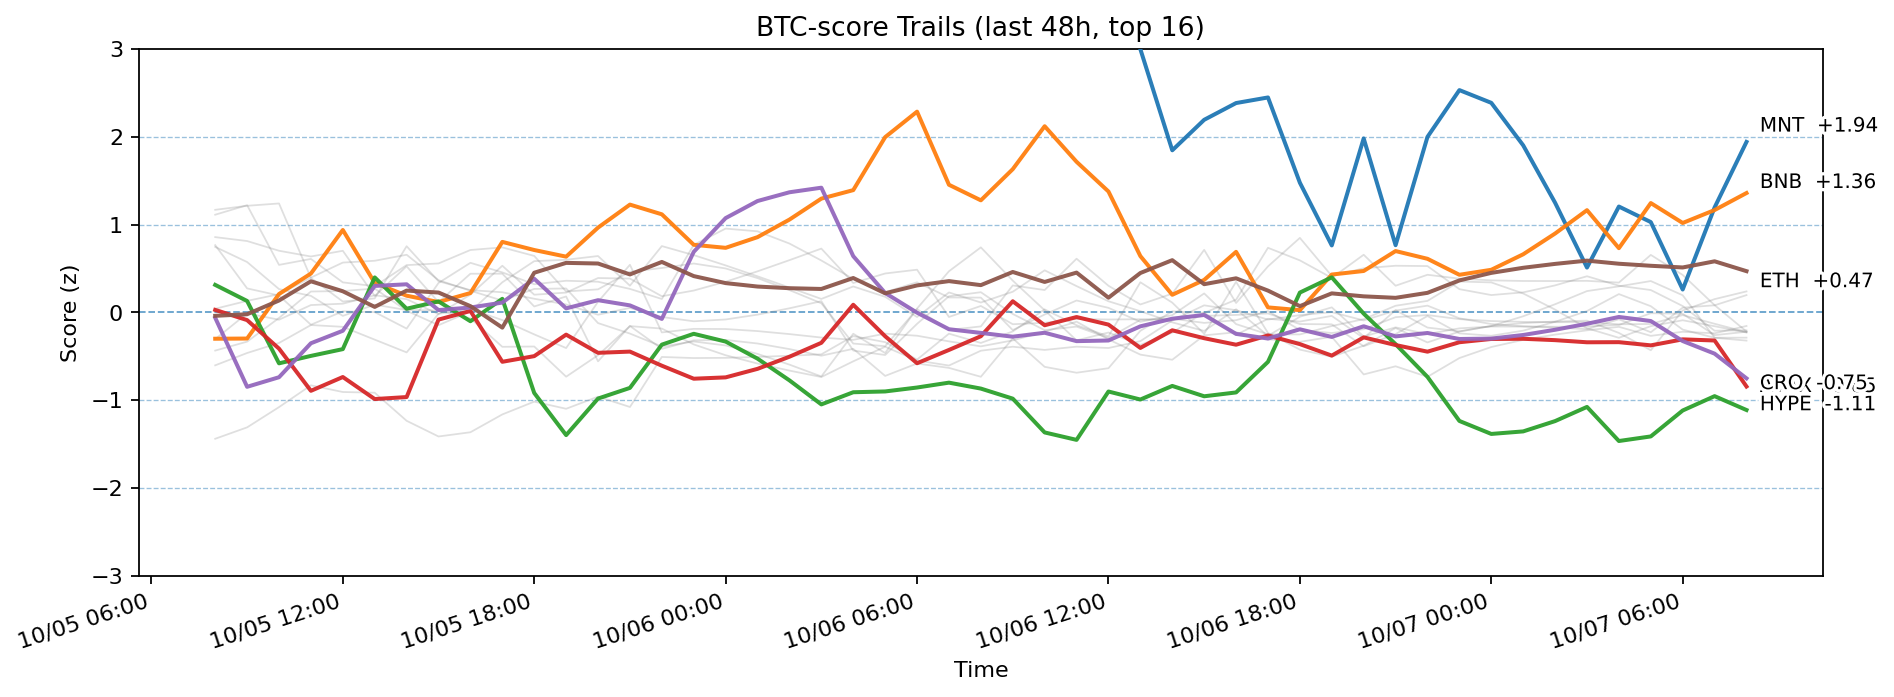 BTC-score Trails (last 48h, top 16)
Score (z)
3
2
1
0
−1
−2
−3
MNT +1.94
BNB +1.36
ETH +0.47
CRO -0.75
HYPE -1.11
10/05 06:00
10/05 12:00
10/05 18:00
10/06 00:00
10/06 06:00
10/06 12:00
10/06 18:00
10/07 00:00
10/07 06:00
Time